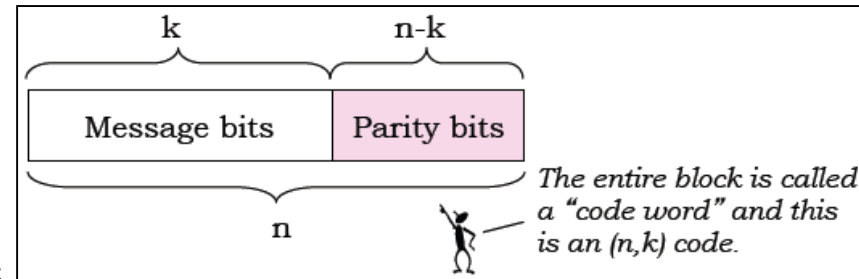 k n-k
Message bits Parity bits
n
The entire block is called
a “code word” and this
is an (n,k) code.